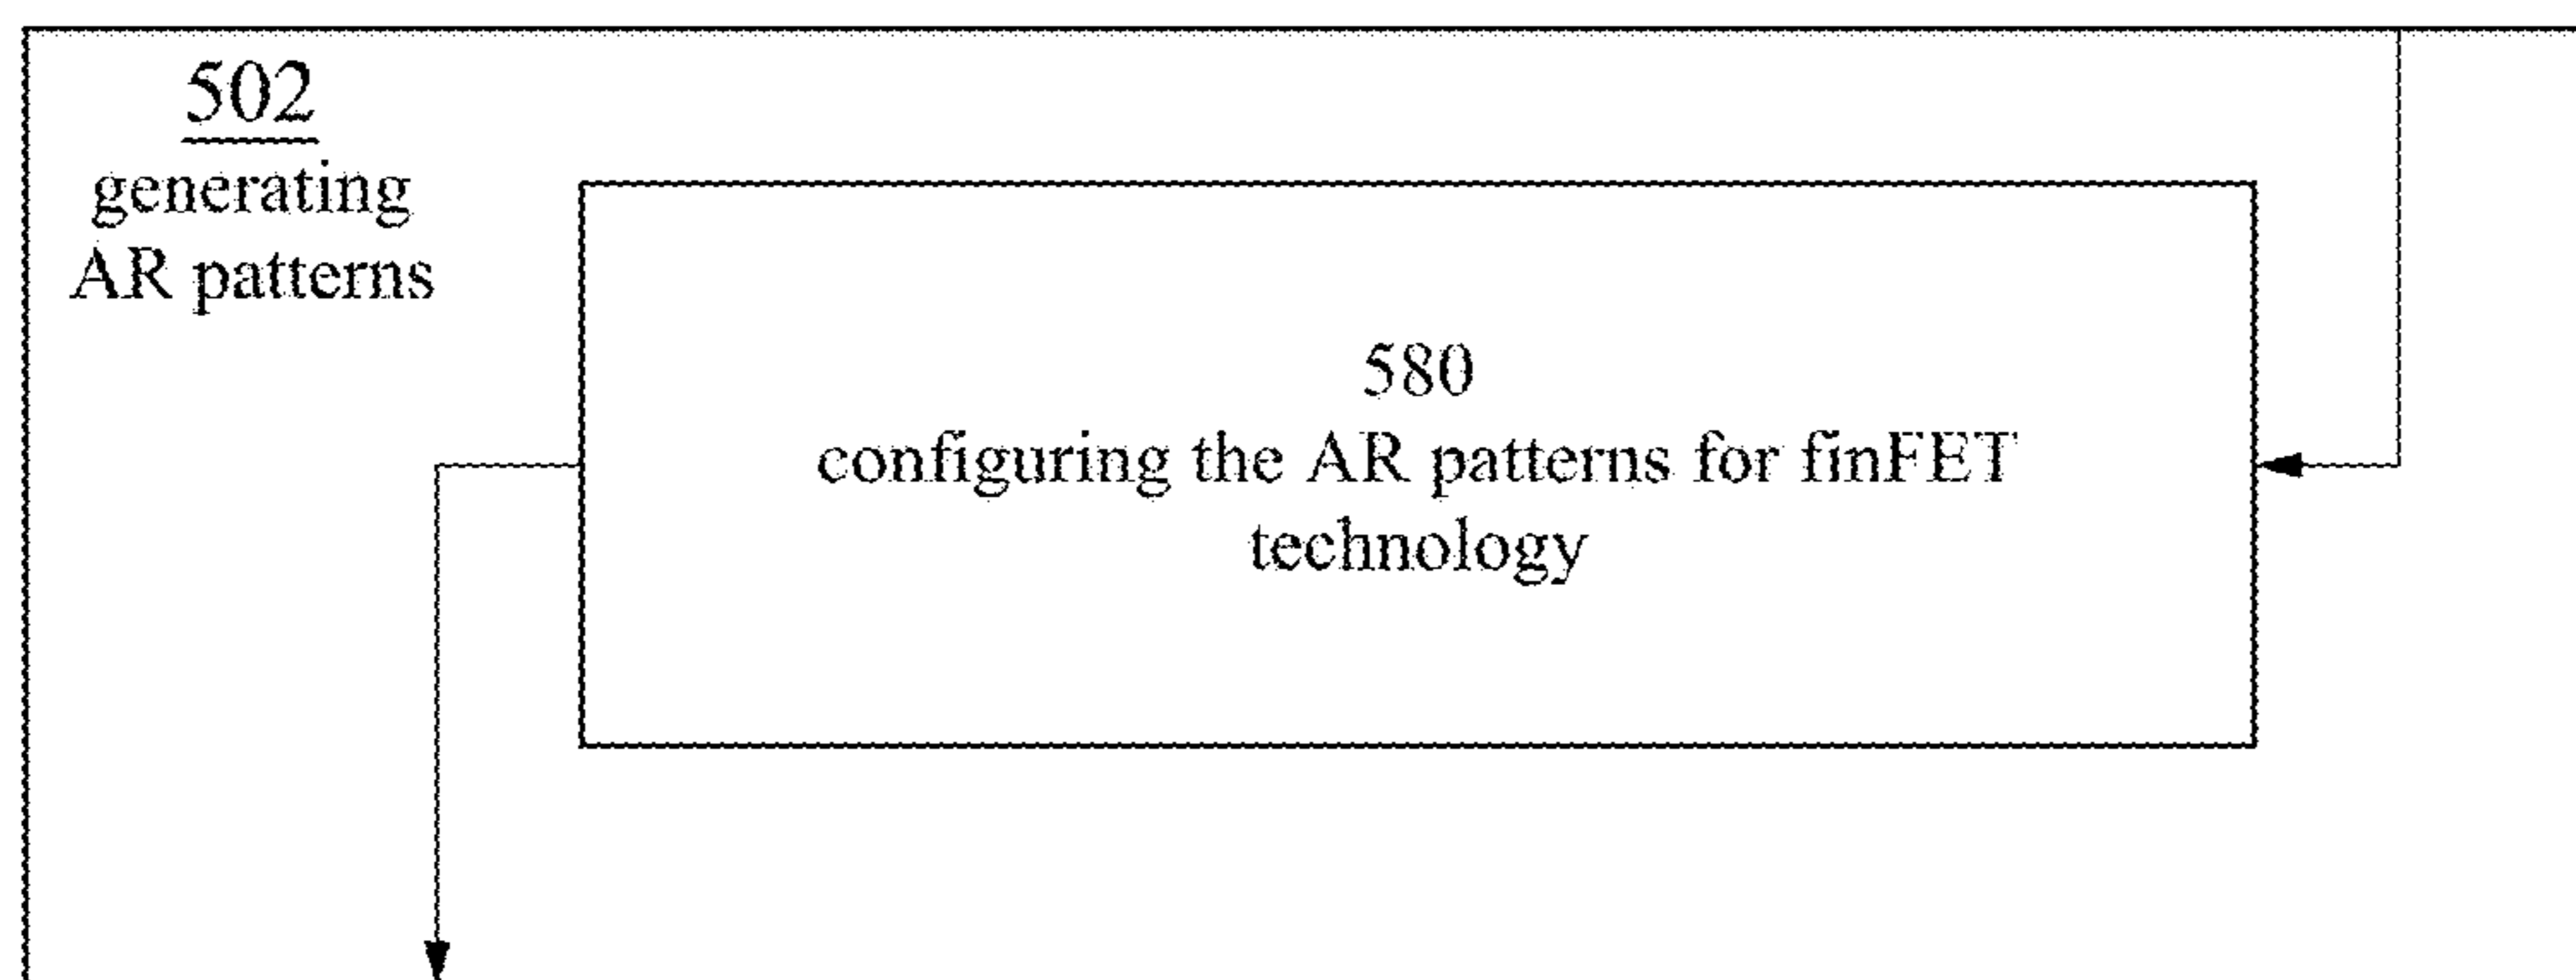 502
generating
AR patterns
580
configuring the AR patterns for finFET
technology